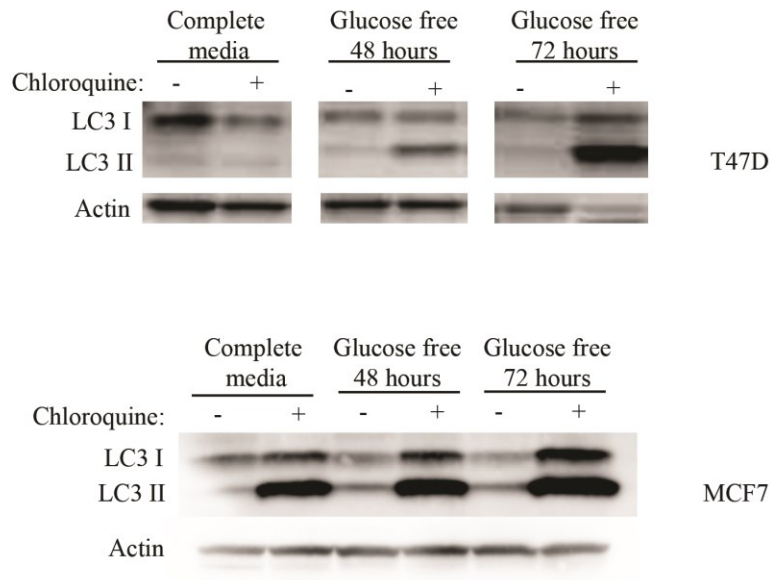 Complete media
Glucose free 48 hours
Glucose free 72 hours
Chloroquine: - + - + - +
LC3 I
LC3 II
T47D
Actin
Complete media
Glucose free 48 hours
Glucose free 72 hours
Chloroquine: - + - + - +
LC3 I
LC3 II
MCF7
Actin